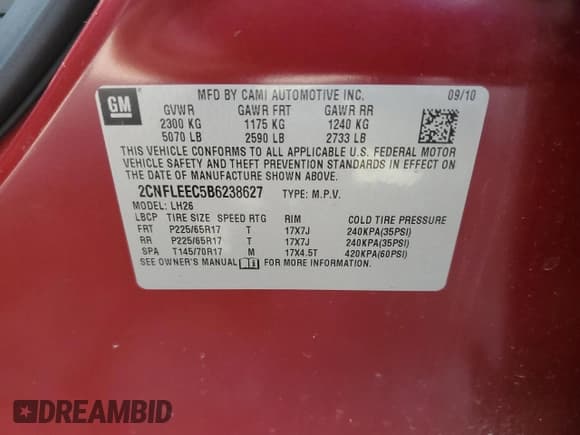 GM
MFD BY CAMI AUTOMOTIVE INC. 09/10
GVWR GAWR FRT GAWR RR
2300 KG 1175 KG 1240 KG
5070 LB 2590 LB 2733 LB
THIS VEHICLE CONFORMS TO ALL APPLICABLE U.S. FEDERAL MOTOR
VEHICLE SAFETY AND THEFT PREVENTION STANDARDS IN EFFECT ON
THE DATE OF MANUFACTURE SHOWN ABOVE.
2CNFLEEC5B6238627 TYPE: M.P.V.
MODEL: LH26
LBCP TIRE SIZE SPEED RTG RIM COLD TIRE PRESSURE
FRT P225/65R17 T 17X7J 240KPA(35PSI)
RR P225/65R17 T 17X7J 240KPA(35PSI)
SPA T145/70R17 M 17X4.5T 420KPA(60PSI)
SEE OWNER'S MANUAL FOR MORE INFORMATION.
DREAMBID